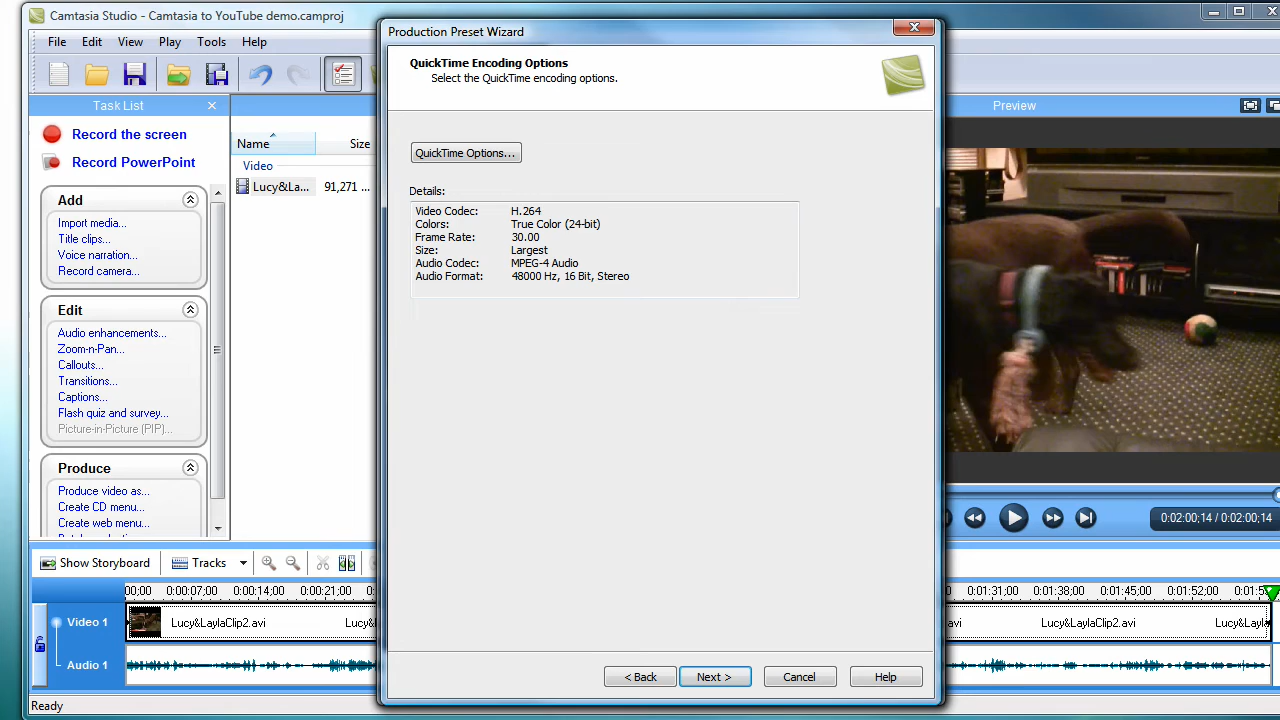 Camtasia Studio - Camtasia to YouTube demo.camproj
File Edit View Play Tools Help
Task List
Record the screen
Record PowerPoint
Add
Import media...
Title clips...
Voice narration...
Record camera...
Edit
Audio enhancements...
Zoom-n-Pan...
Callouts...
Transitions...
Captions...
Flash quiz and survey...
Picture-in-Picture (PIP)...
Produce
Produce video as...
Create CD menu...
Create web menu...
Name Size
Video
Lucy&La... 91,271 ...
Production Preset Wizard
QuickTime Encoding Options
Select the QuickTime encoding options.
QuickTime Options...
Details:
Video Codec: H.264
Colors: True Color (24-bit)
Frame Rate: 30.00
Size: Largest
Audio Codec: MPEG-4 Audio
Audio Format: 48000 Hz, 16 Bit, Stereo
< Back Next > Cancel Help
Preview
0:02:00;14 / 0:02:00;14
Show Storyboard Tracks
00;00 0:00:07;00 0:00:14;00 0:00:21;00 0:01:31;00 0:01:38;00 0:01:45;00 0:01:52;00
Video 1 Lucy&LaylaClip2.avi Lucy& avi Lucy&LaylaClip2.avi Lucy&Layla
Audio 1
Ready